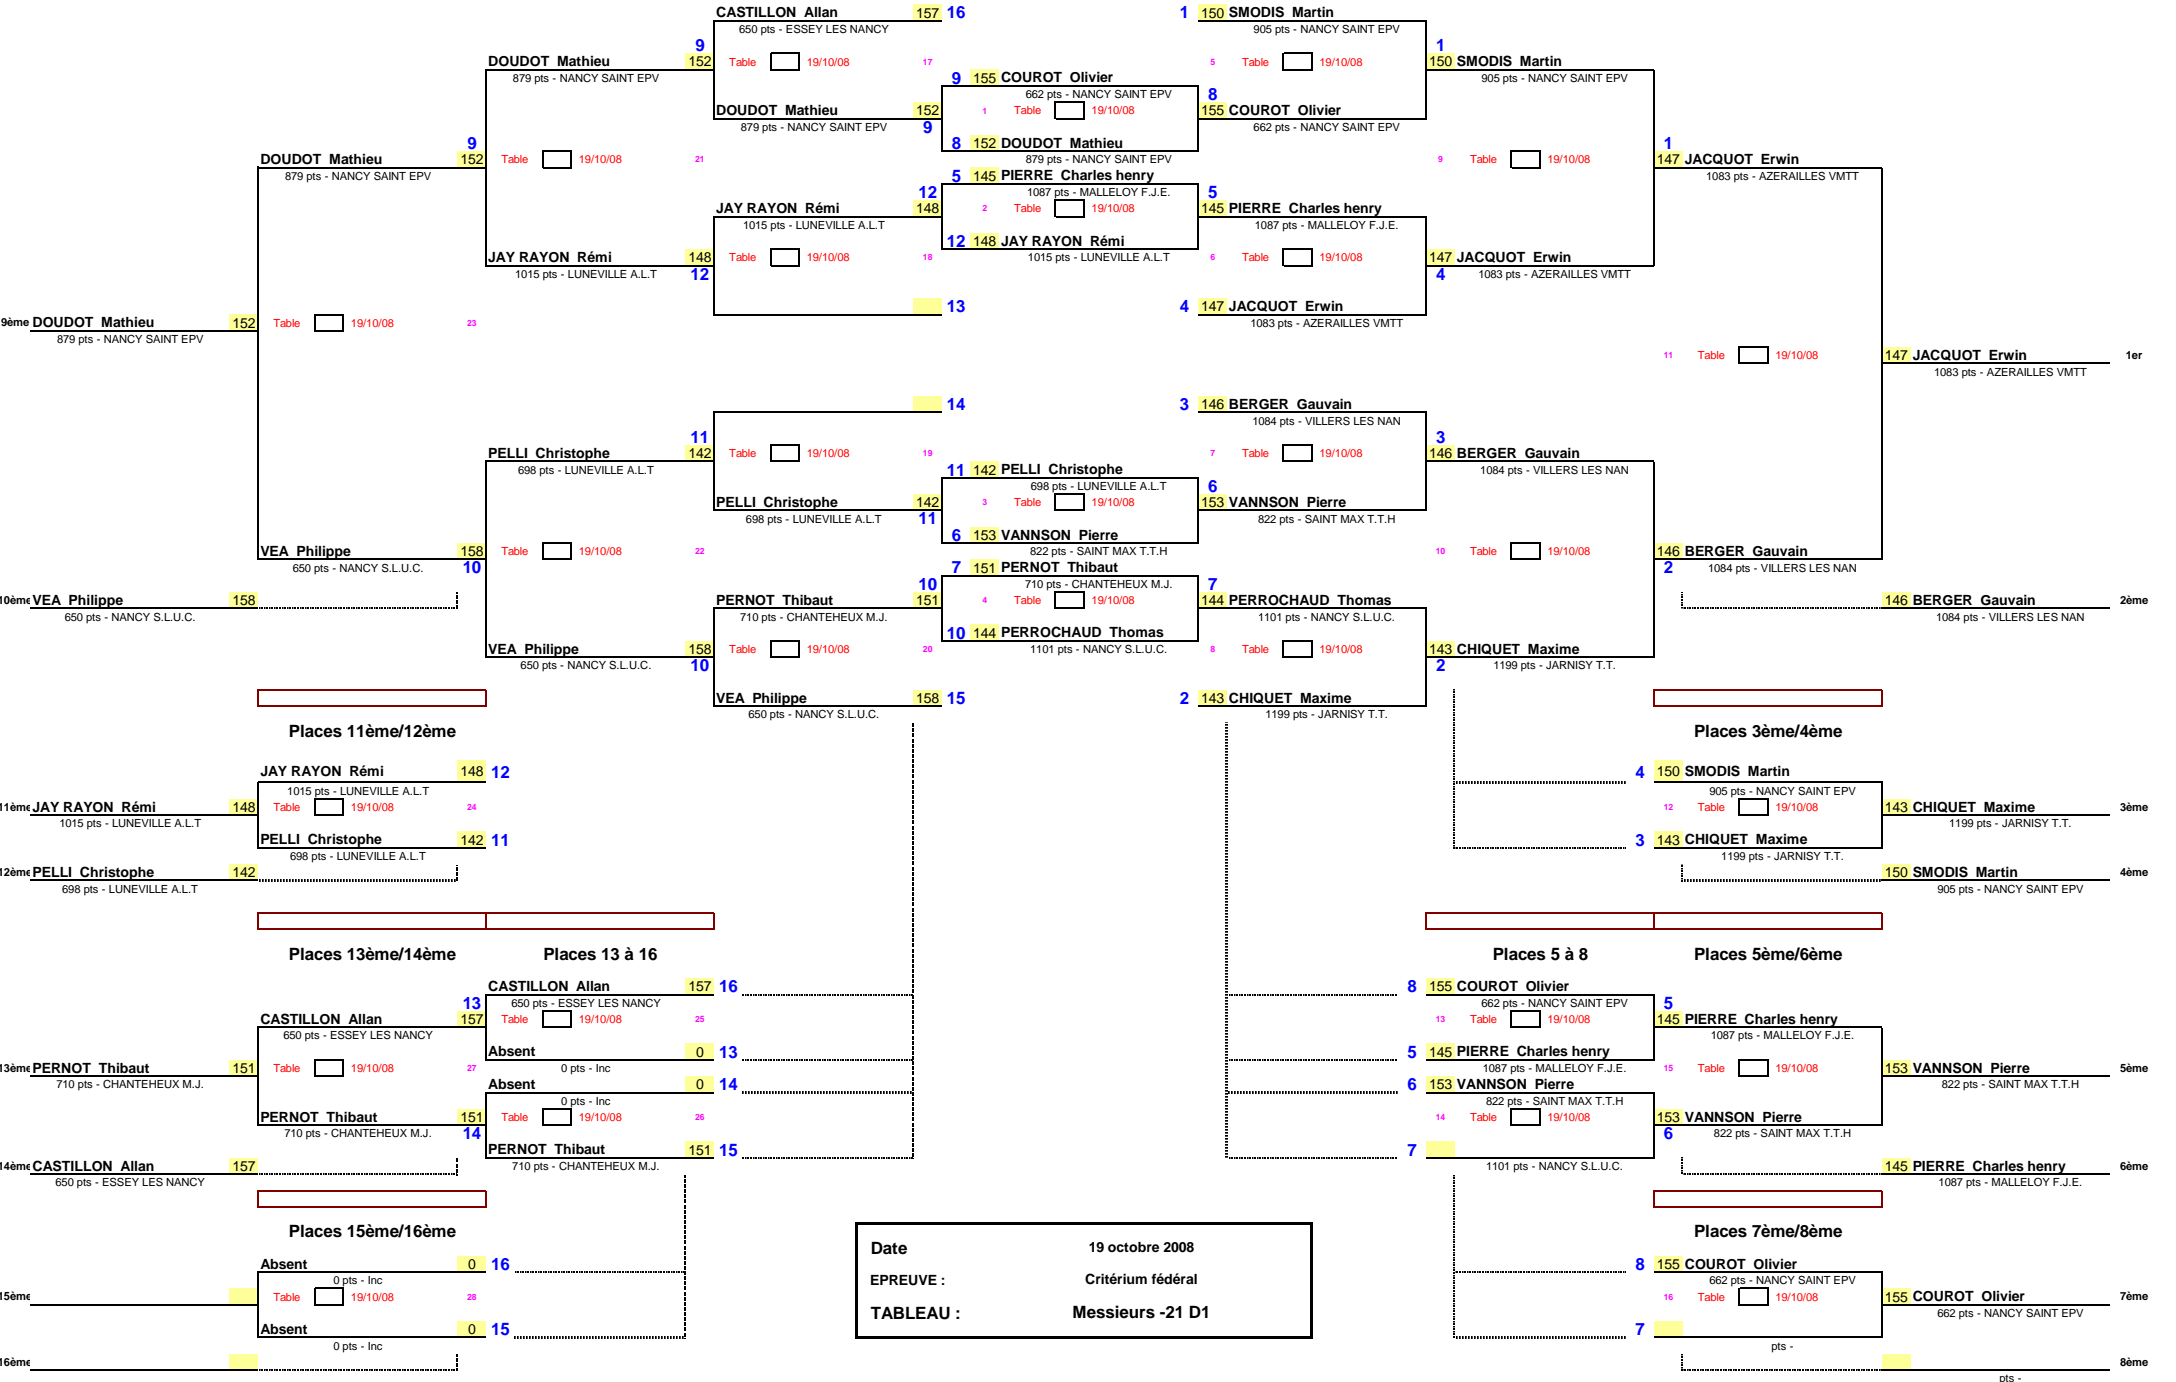 CASTILLON Allan 157 16
650 pts - ESSEY LES NANCY
1 150 SMODIS Martin
905 pts - NANCY SAINT EPV
9
DOUDOT Mathieu 152
879 pts - NANCY SAINT EPV
Table 19/10/08 17
5 Table 19/10/08
1
150 SMODIS Martin
905 pts - NANCY SAINT EPV
9 155 COUROT Olivier
662 pts - NANCY SAINT EPV
DOUDOT Mathieu 152
879 pts - NANCY SAINT EPV
9
1 Table 19/10/08
8
155 COUROT Olivier
662 pts - NANCY SAINT EPV
8 152 DOUDOT Mathieu
879 pts - NANCY SAINT EPV
9
DOUDOT Mathieu 152
879 pts - NANCY SAINT EPV
Table 19/10/08 21
9 Table 19/10/08
1
147 JACQUOT Erwin
1083 pts - AZERAILLES VMTT
5 145 PIERRE Charles henry
1087 pts - MALLELOY F.J.E.
12
JAY RAYON Rémi 148
1015 pts - LUNEVILLE A.L.T
2 Table 19/10/08
5
145 PIERRE Charles henry
1087 pts - MALLELOY F.J.E.
12 148 JAY RAYON Rémi
1015 pts - LUNEVILLE A.L.T
JAY RAYON Rémi 148
1015 pts - LUNEVILLE A.L.T
12
Table 19/10/08 18
6 Table 19/10/08
147 JACQUOT Erwin
4
1083 pts - AZERAILLES VMTT
13
4 147 JACQUOT Erwin
1083 pts - AZERAILLES VMTT
9ème DOUDOT Mathieu 152
879 pts - NANCY SAINT EPV
Table 19/10/08 23
11 Table 19/10/08
147 JACQUOT Erwin 1er
1083 pts - AZERAILLES VMTT
14
3 146 BERGER Gauvain
1084 pts - VILLERS LES NAN
11
PELLI Christophe 142
698 pts - LUNEVILLE A.L.T
Table 19/10/08 19
7 Table 19/10/08
3
146 BERGER Gauvain
1084 pts - VILLERS LES NAN
11 142 PELLI Christophe
698 pts - LUNEVILLE A.L.T
PELLI Christophe 142
698 pts - LUNEVILLE A.L.T
11
3 Table 19/10/08
6
153 VANNSON Pierre
822 pts - SAINT MAX T.T.H
6 153 VANNSON Pierre
822 pts - SAINT MAX T.T.H
VEA Philippe 158
650 pts - NANCY S.L.U.C.
10
Table 19/10/08 22
10 Table 19/10/08
146 BERGER Gauvain
2
1084 pts - VILLERS LES NAN
7 151 PERNOT Thibaut
710 pts - CHANTEHEUX M.J.
10ème VEA Philippe 158
650 pts - NANCY S.L.U.C.
10
PERNOT Thibaut 151
710 pts - CHANTEHEUX M.J.
4 Table 19/10/08
7
144 PERROCHAUD Thomas
1101 pts - NANCY S.L.U.C.
146 BERGER Gauvain 2ème
1084 pts - VILLERS LES NAN
10 144 PERROCHAUD Thomas
1101 pts - NANCY S.L.U.C.
VEA Philippe 158
650 pts - NANCY S.L.U.C.
10
Table 19/10/08 20
8 Table 19/10/08
143 CHIQUET Maxime
2
1199 pts - JARNISY T.T.
VEA Philippe 158 15
650 pts - NANCY S.L.U.C.
2 143 CHIQUET Maxime
1199 pts - JARNISY T.T.
Places 11ème/12ème
Places 3ème/4ème
JAY RAYON Rémi 148 12
1015 pts - LUNEVILLE A.L.T
4 150 SMODIS Martin
905 pts - NANCY SAINT EPV
11ème JAY RAYON Rémi 148
1015 pts - LUNEVILLE A.L.T
Table 19/10/08 24
12 Table 19/10/08
143 CHIQUET Maxime 3ème
1199 pts - JARNISY T.T.
PELLI Christophe 142 11
698 pts - LUNEVILLE A.L.T
3 143 CHIQUET Maxime
1199 pts - JARNISY T.T.
12ème PELLI Christophe 142
698 pts - LUNEVILLE A.L.T
150 SMODIS Martin 4ème
905 pts - NANCY SAINT EPV
Places 13ème/14ème Places 13 à 16
Places 5 à 8 Places 5ème/6ème
CASTILLON Allan 157 16
650 pts - ESSEY LES NANCY
8 155 COUROT Olivier
662 pts - NANCY SAINT EPV
13
CASTILLON Allan 157
650 pts - ESSEY LES NANCY
Table 19/10/08 25
13 Table 19/10/08
5
145 PIERRE Charles henry
1087 pts - MALLELOY F.J.E.
Absent 0 13
0 pts - Inc
5 145 PIERRE Charles henry
1087 pts - MALLELOY F.J.E.
13ème PERNOT Thibaut 151
710 pts - CHANTEHEUX M.J.
Table 19/10/08 27
15 Table 19/10/08
153 VANNSON Pierre 5ème
822 pts - SAINT MAX T.T.H
Absent 0 14
0 pts - Inc
6 153 VANNSON Pierre
822 pts - SAINT MAX T.T.H
PERNOT Thibaut 151
710 pts - CHANTEHEUX M.J.
14
Table 19/10/08 26
14 Table 19/10/08
153 VANNSON Pierre
6
822 pts - SAINT MAX T.T.H
PERNOT Thibaut 151 15
710 pts - CHANTEHEUX M.J.
7
1101 pts - NANCY S.L.U.C.
14ème CASTILLON Allan 157
650 pts - ESSEY LES NANCY
145 PIERRE Charles henry 6ème
1087 pts - MALLELOY F.J.E.
Places 15ème/16ème
Places 7ème/8ème
Date 19 octobre 2008
EPREUVE : Critérium fédéral
TABLEAU : Messieurs -21 D1
Absent 0 16
0 pts - Inc
8 155 COUROT Olivier
662 pts - NANCY SAINT EPV
15ème
Table 19/10/08 28
16 Table 19/10/08
155 COUROT Olivier 7ème
662 pts - NANCY SAINT EPV
Absent 0 15
0 pts - Inc
7
pts -
16ème
8ème
pts -